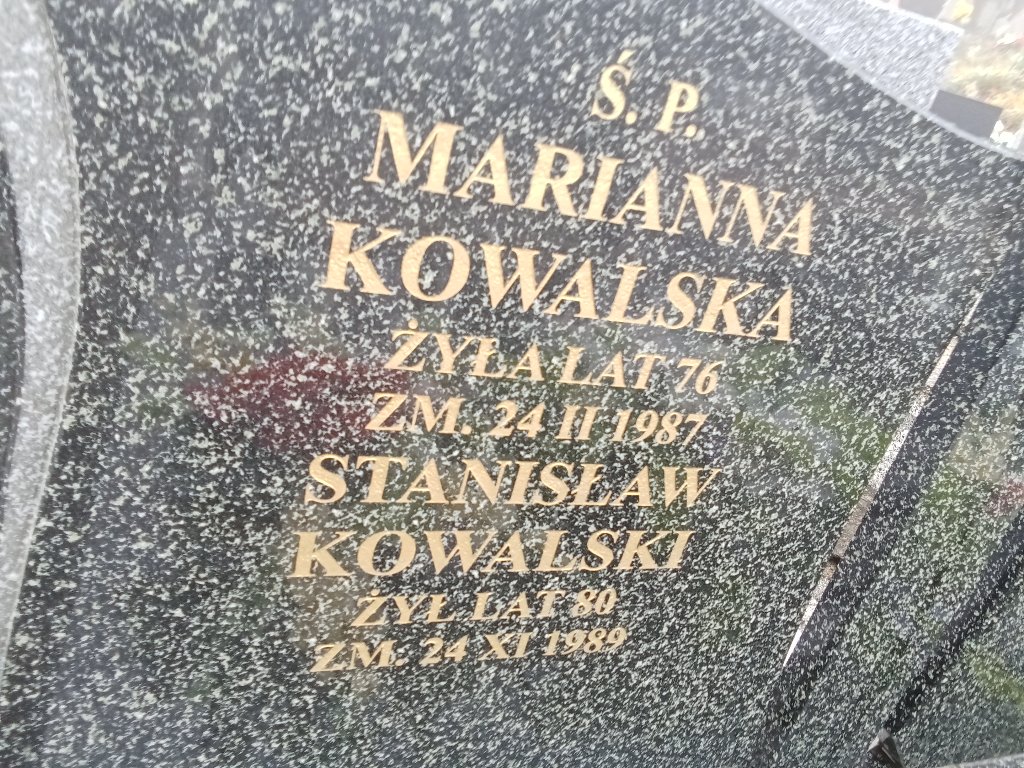 Ś. P.
MARIANNA
KOWALSKA
ŻYŁA LAT 76
ZM. 24 II 1987
STANISŁAW
KOWALSKI
ŻYŁ LAT 80
ZM. 24 XI 1989